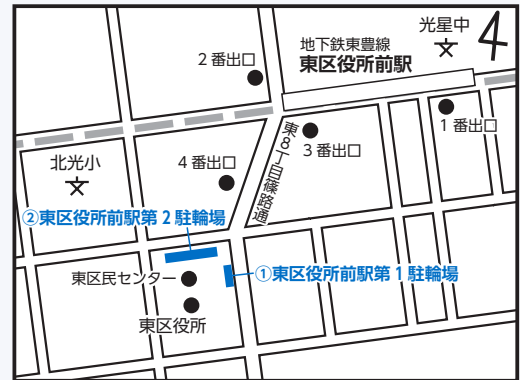 光星中
地下鉄東豊線
東区役所前駅
2番出口
1番出口
3番出口
東8丁目篠路通
北光小
4番出口
②東区役所前駅第2駐輪場
東区民センター
①東区役所前駅第1駐輪場
東区役所